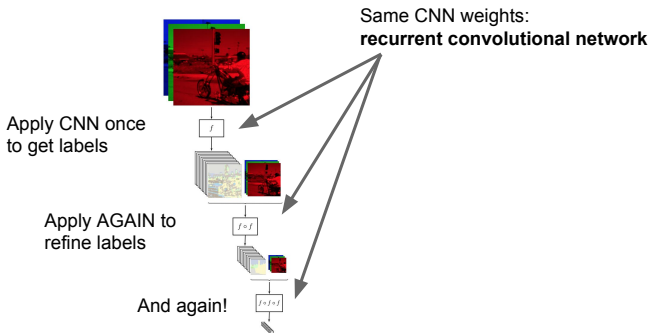 Same CNN weights:
recurrent convolutional network
Apply CNN once
to get labels
f
Apply AGAIN to
refine labels
f ∘ f
And again!
f ∘ f ∘ f